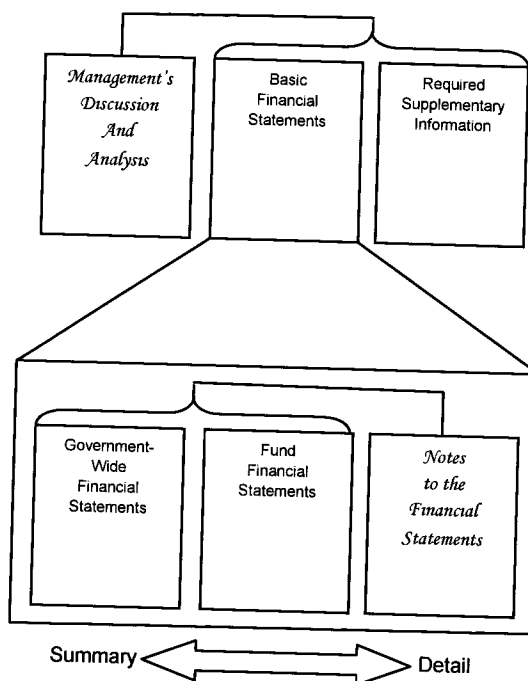 Management's
Discussion
And
Analysis
Basic
Financial
Statements
Required
Supplementary
Information
Government-
Wide
Financial
Statements
Fund
Financial
Statements
Notes
to the
Financial
Statements
Summary
Detail